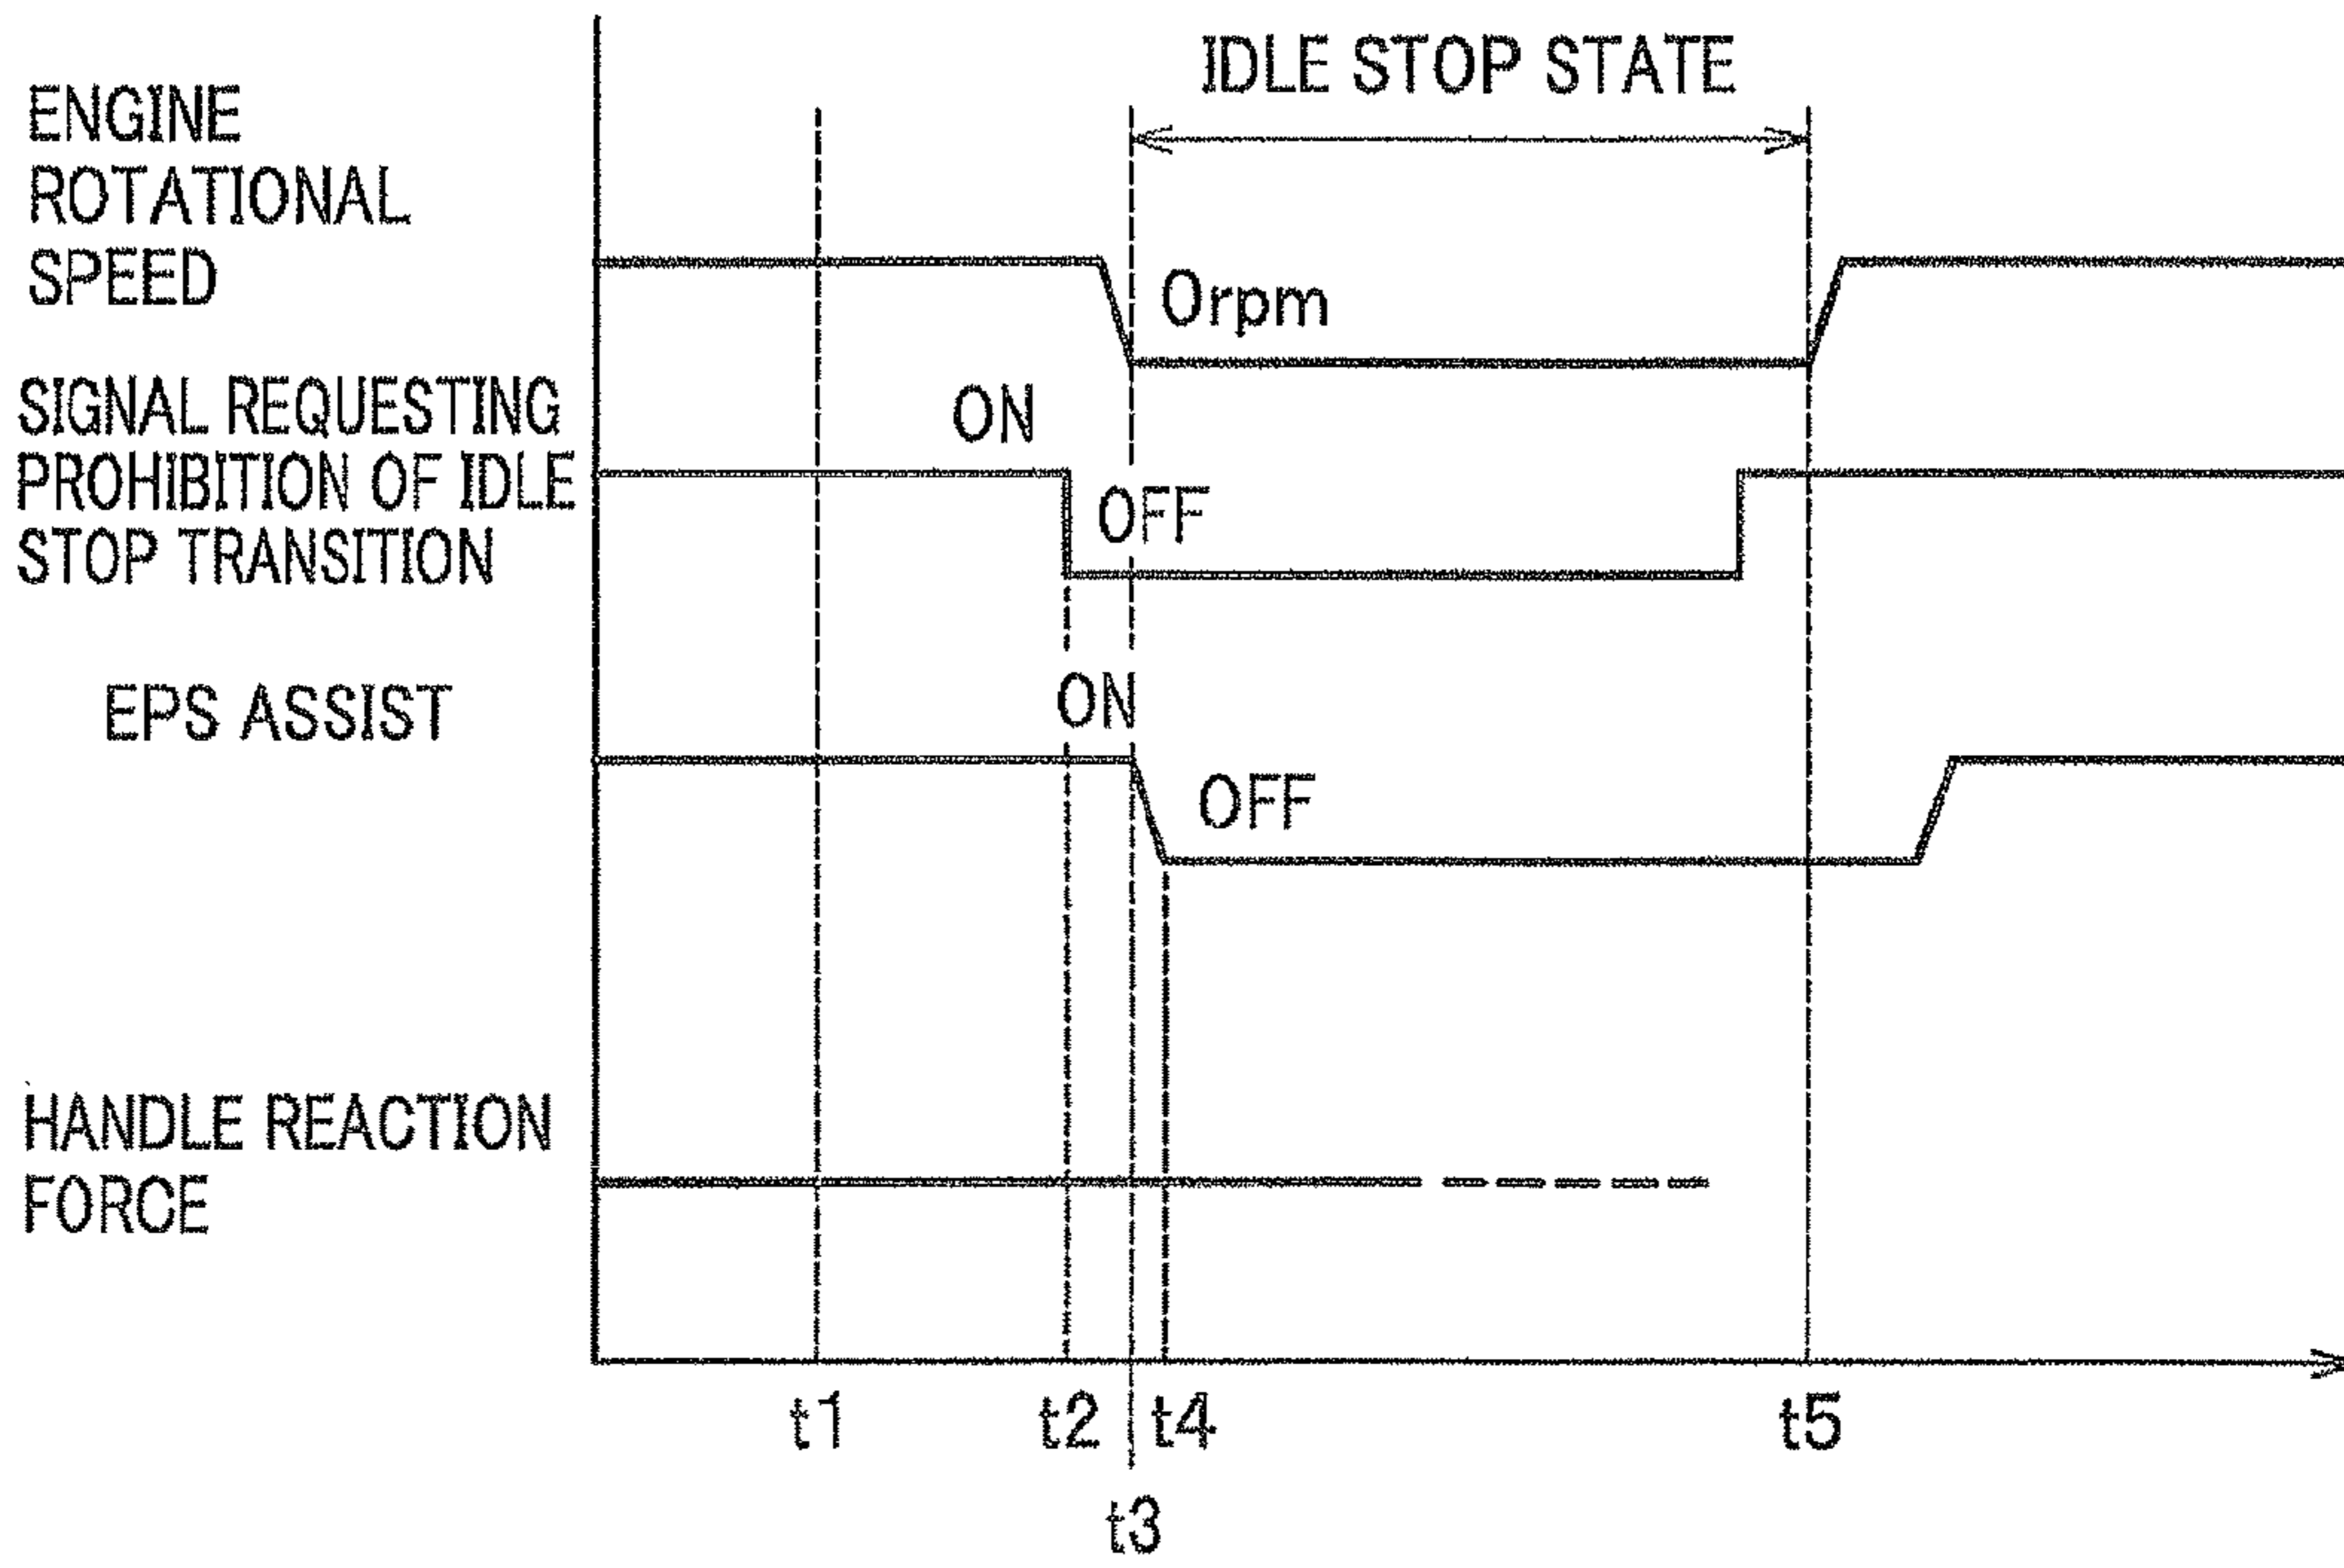 IDLE STOP STATE
ENGINE
ROTATIONAL
SPEED
0rpm
SIGNAL REQUESTING
PROHIBITION OF IDLE
STOP TRANSITION
ON
OFF
EPS ASSIST
ON
OFF
HANDLE REACTION
FORCE
t1
t2
t4
t5
t3